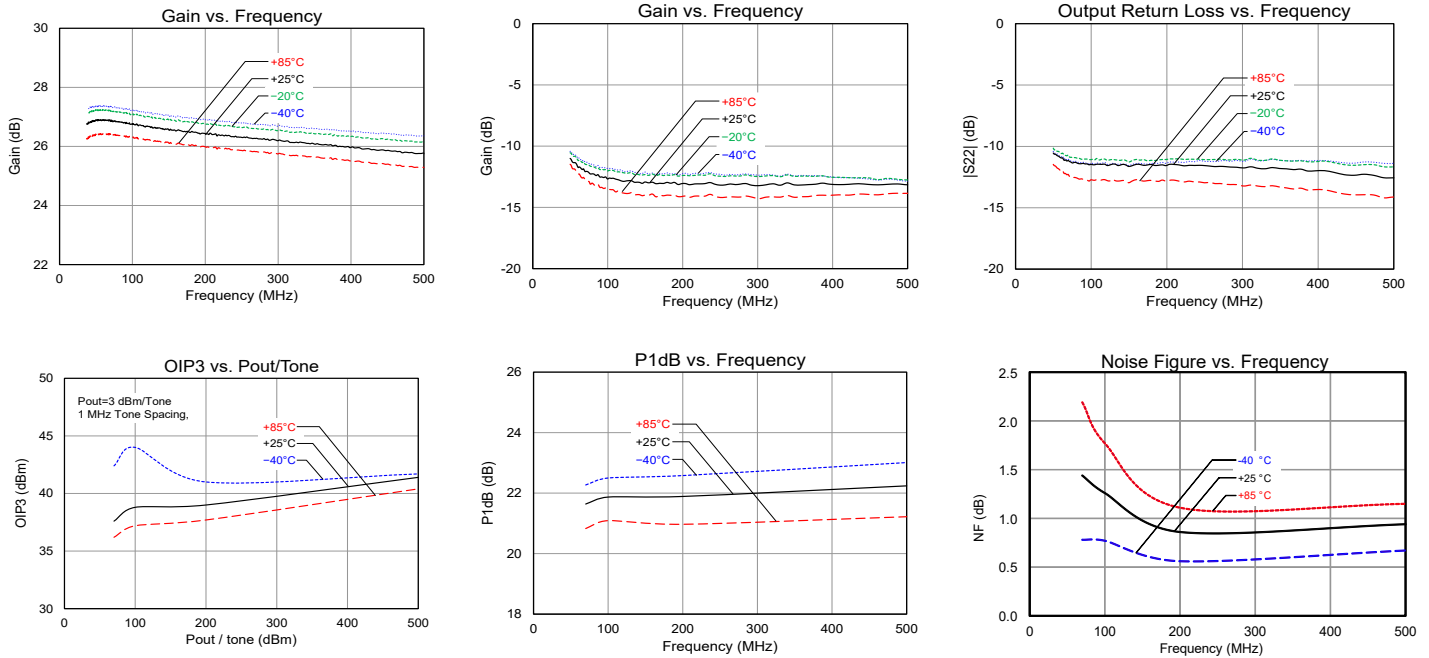 Gain vs. Frequency
30
28
26
24
22
0
100
200
300
400
500
Gain (dB)
Frequency (MHz)
+85°C
+25°C
−20°C
−40°C
Gain vs. Frequency
-0
-5
-10
-15
-20
0
100
200
300
400
500
Gain (dB)
Frequency (MHz)
+85°C
+25°C
−20°C
−40°C
Output Return Loss vs. Frequency
-0
-5
-10
-15
-20
0
100
200
300
400
500
|S22| (dB)
Frequency (MHz)
+85°C
+25°C
−20°C
−40°C
OIP3 vs. Pout/Tone
50
45
40
35
30
0
100
200
300
400
500
OIP3 (dBm)
Pout / tone (dBm)
Pout=3 dBm/Tone
1 MHz Tone Spacing,
+85°C
+25°C
−40°C
P1dB vs. Frequency
26
24
22
20
18
0
100
200
300
400
500
P1dB (dB)
Frequency (MHz)
+85°C
+25°C
−40°C
Noise Figure vs. Frequency
2.5
2.0
1.5
1.0
0.5
0.0
0
100
200
300
400
500
NF (dB)
Frequency (MHz)
-40 °C
+25 °C
+85 °C